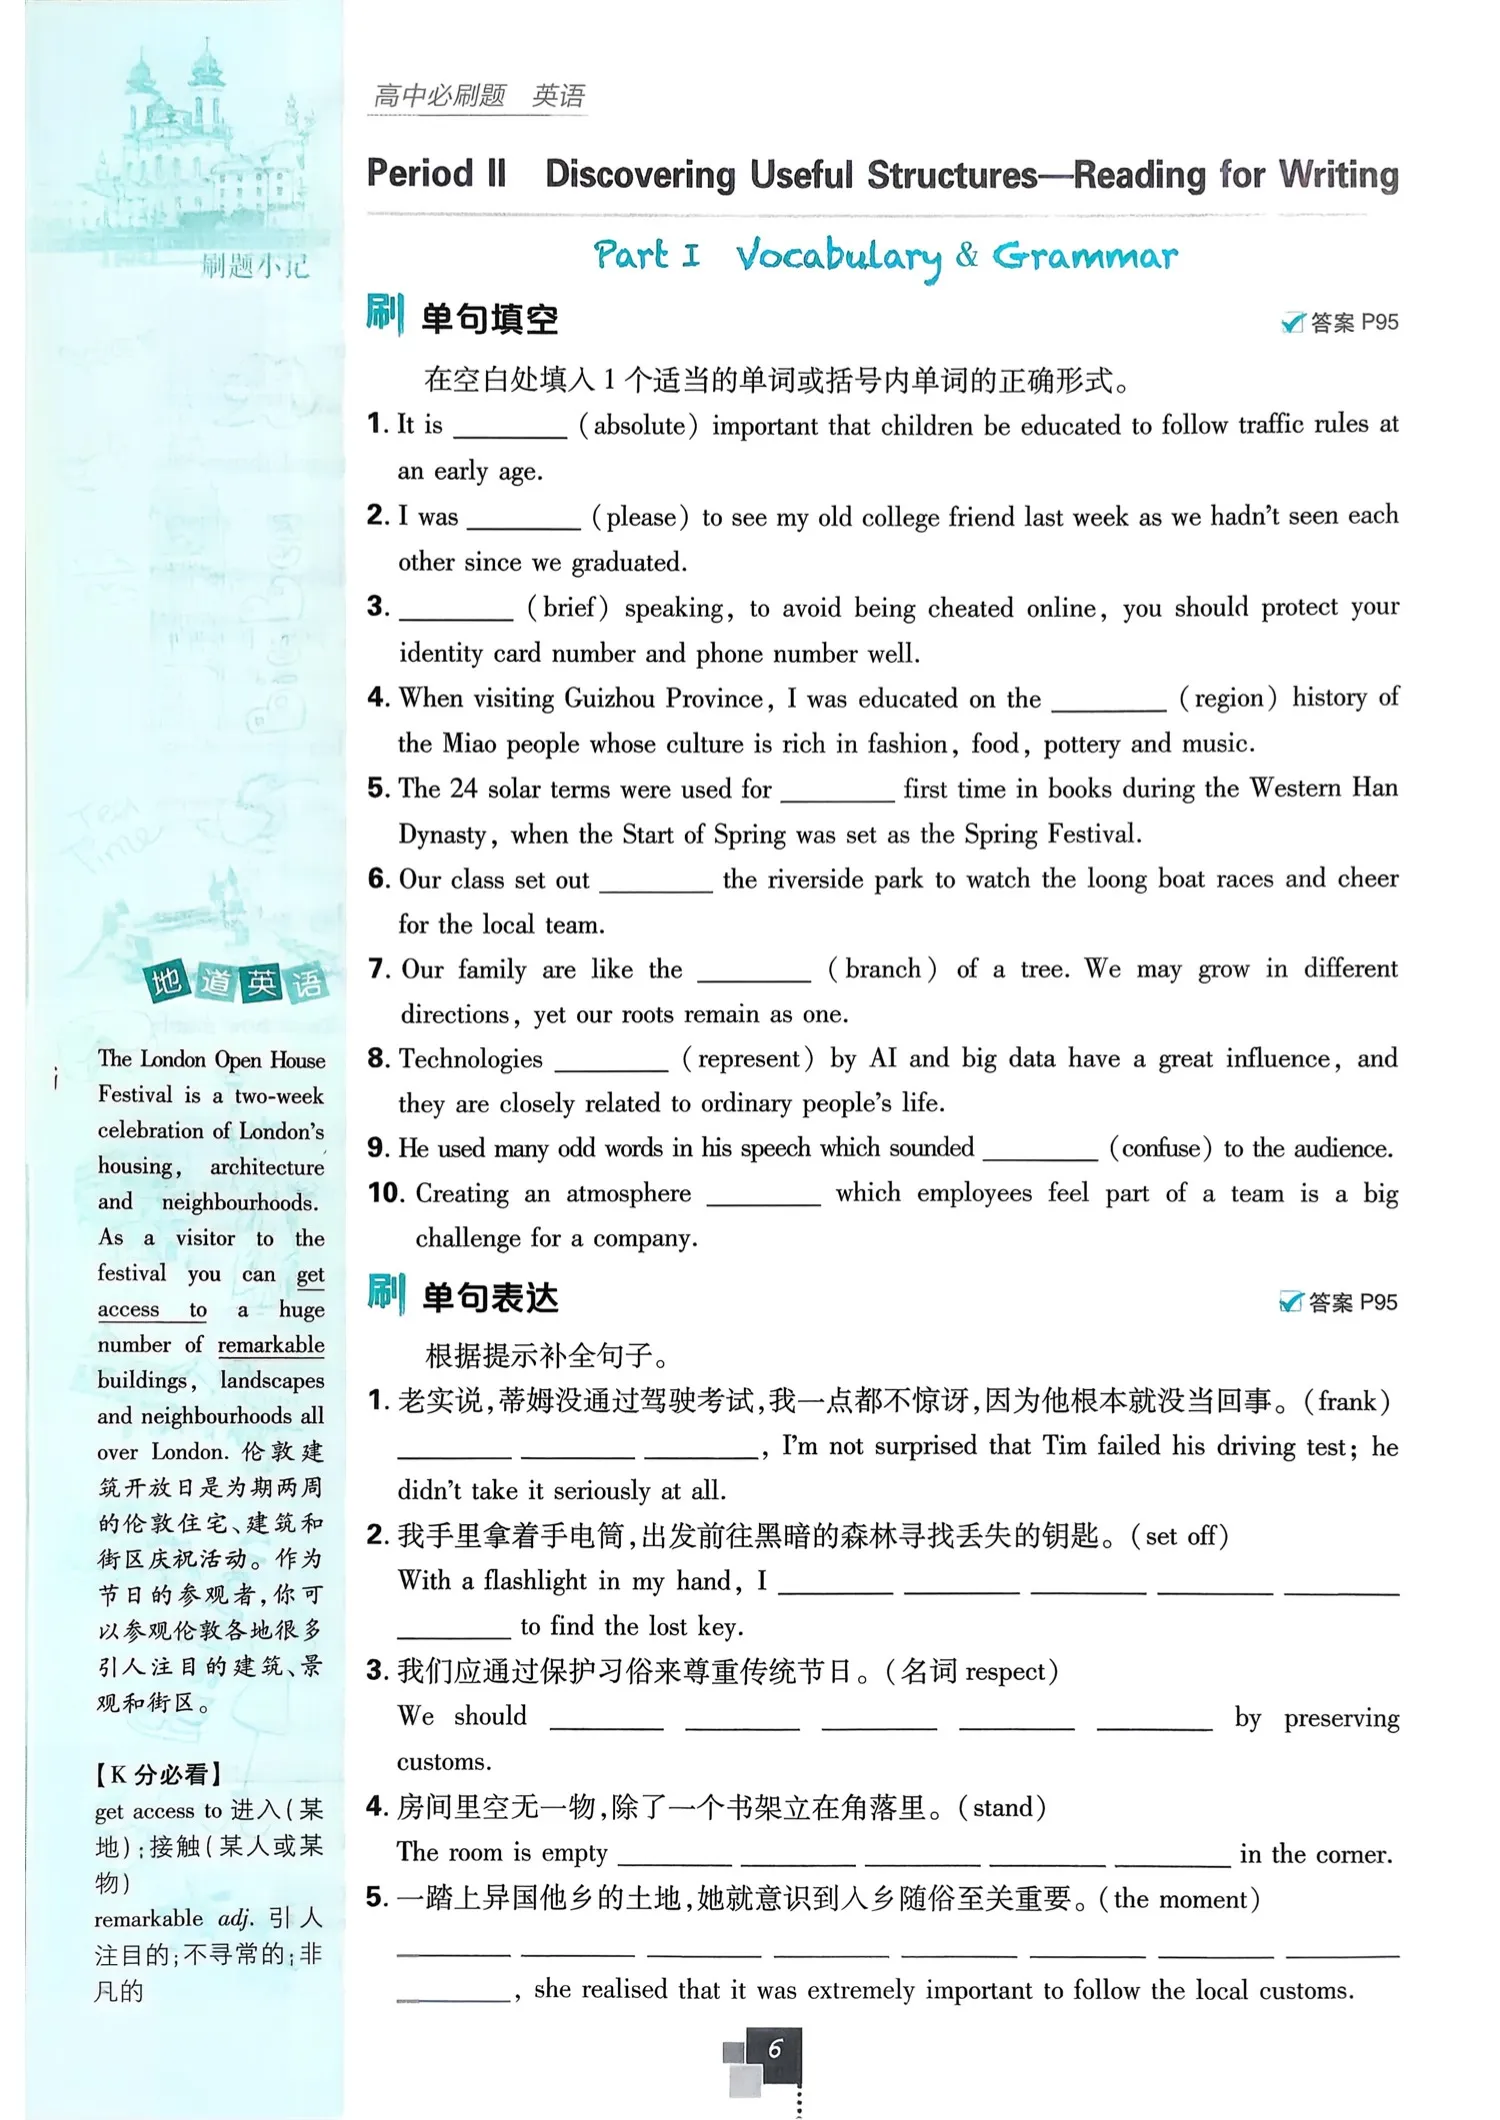 高中必刷题 英语
Period II Discovering Useful Structures—Reading for Writing
Part I Vocabulary & Grammar
刷 单句填空
答案 P95
在空白处填入 1 个适当的单词或括号内单词的正确形式。
1. It is ________ (absolute) important that children be educated to follow traffic rules at
an early age.
2. I was ________ (please) to see my old college friend last week as we hadn't seen each
other since we graduated.
3. ________ (brief) speaking, to avoid being cheated online, you should protect your
identity card number and phone number well.
4. When visiting Guizhou Province, I was educated on the ________ (region) history of
the Miao people whose culture is rich in fashion, food, pottery and music.
5. The 24 solar terms were used for ________ first time in books during the Western Han
Dynasty, when the Start of Spring was set as the Spring Festival.
6. Our class set out ________ the riverside park to watch the loong boat races and cheer
for the local team.
7. Our family are like the ________ (branch) of a tree. We may grow in different
directions, yet our roots remain as one.
8. Technologies ________ (represent) by AI and big data have a great influence, and
they are closely related to ordinary people's life.
9. He used many odd words in his speech which sounded ________ (confuse) to the audience.
10. Creating an atmosphere ________ which employees feel part of a team is a big
challenge for a company.
刷 单句表达
答案 P95
根据提示补全句子。
1. 老实说,蒂姆没通过驾驶考试,我一点都不惊讶,因为他根本就没当回事。(frank)
________ ________ ________, I'm not surprised that Tim failed his driving test; he
didn't take it seriously at all.
2. 我手里拿着手电筒,出发前往黑暗的森林寻找丢失的钥匙。(set off)
With a flashlight in my hand, I ________ ________ ________ ________ ________
________ to find the lost key.
3. 我们应通过保护习俗来尊重传统节日。(名词 respect)
We should ________ ________ ________ ________ ________ by preserving
customs.
4. 房间里空无一物,除了一个书架立在角落里。(stand)
The room is empty ________ ________ ________ ________ ________ in the corner.
5. 一踏上异国他乡的土地,她就意识到入乡随俗至关重要。(the moment)
________ ________ ________ ________ ________ ________ ________ ________
________, she realised that it was extremely important to follow the local customs.
刷题小记
地道英语
The London Open House
Festival is a two-week
celebration of London's
housing, architecture
and neighbourhoods.
As a visitor to the
festival you can get
access to a huge
number of remarkable
buildings, landscapes
and neighbourhoods all
over London. 伦敦建
筑开放日是为期两周
的伦敦住宅、建筑和
街区庆祝活动。作为
节日的参观者,你可
以参观伦敦各地很多
引人注目的建筑、景
观和街区。
【K 分必看】
get access to 进入(某
地);接触(某人或某
物)
remarkable adj. 引人
注目的;不寻常的;非
凡的
6